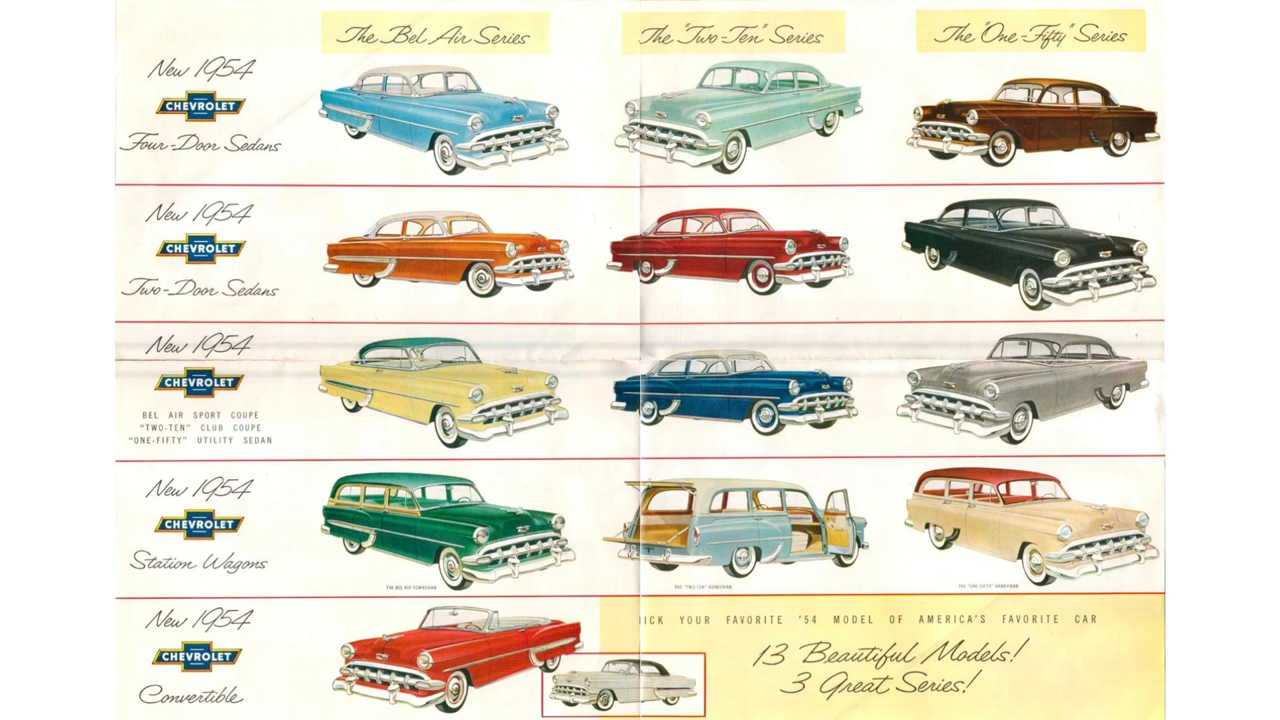 The Bel Air Series
The "Two-Ten" Series
The "One-Fifty" Series
New 1954
CHEVROLET
Four-Door Sedans
New 1954
CHEVROLET
Two-Door Sedans
New 1954
CHEVROLET
BEL AIR SPORT COUPE
"TWO-TEN" CLUB COUPE
"ONE-FIFTY" UTILITY SEDAN
New 1954
CHEVROLET
Station Wagons
THE BEL AIR TOWNSMAN
THE "TWO-TEN" HANDYMAN
THE "ONE-FIFTY" HANDYMAN
New 1954
CHEVROLET
Convertible
ICK YOUR FAVORITE '54 MODEL OF AMERICA'S FAVORITE CAR
13 Beautiful Models!
3 Great Series!